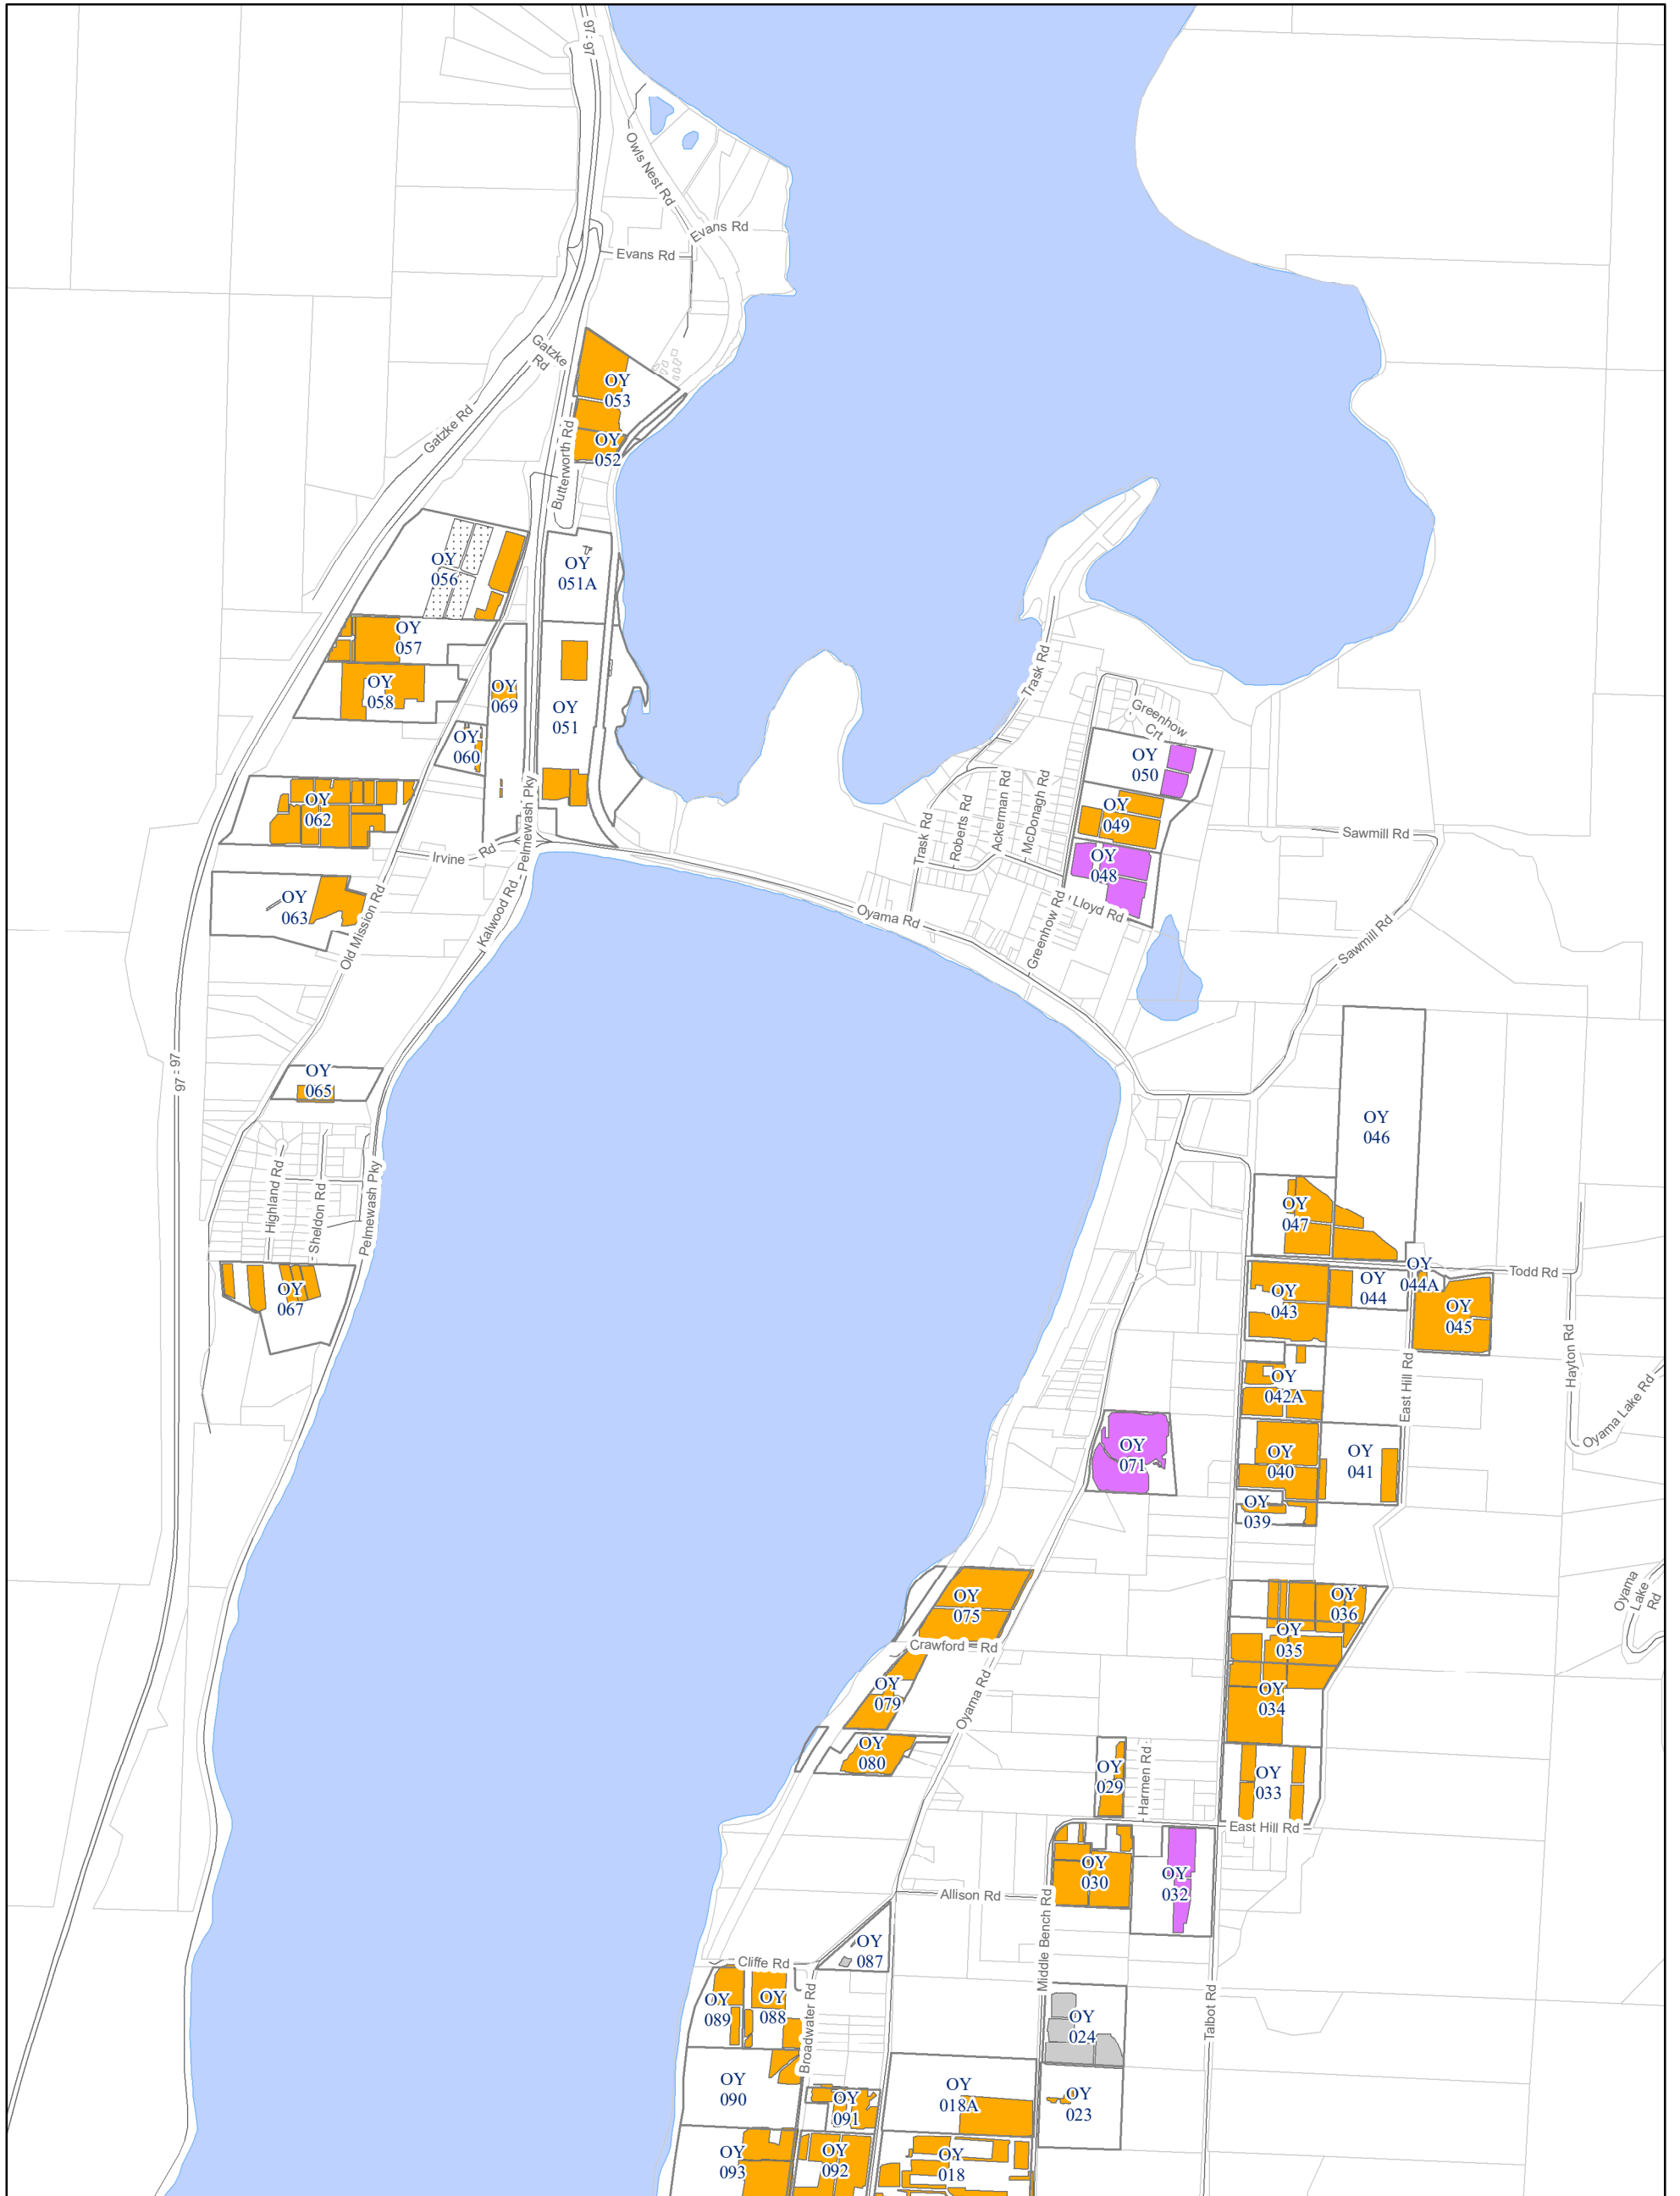 97 : 97
Owls Nest Rd
Evans Rd
Evans Rd
Gatzke
Rd
OY
053
Gatzke Rd
Butterworth Rd
OY
052
OY
056
OY
051A
OY
057
OY
058
OY
069
OY
051
OY
060
Trask Rd
Greenhow
Crt
OY
050
OY
062
Pelmewash Pky
Trask Rd
Roberts Rd
Ackerman Rd
McDonagh Rd
OY
049
Sawmill Rd
Irvine Rd
OY
048
OY
063
Old Mission Rd
Kalwood Rd
Oyama Rd
Greenhow Rd
Lloyd Rd
Sawmill Rd
97 : 97
OY
065
OY
046
Highland Rd
Sheldon Rd
Pelmewash Pky
OY
047
OY
067
OY
043
OY
044
OY
044A
OY
045
Todd Rd
Hayton Rd
East Hill Rd
Oyama Lake Rd
OY
042A
OY
071
OY
040
OY
041
OY
039
OY
075
Crawford Rd
OY
036
OY
035
Oyama
Lake
Rd
OY
079
Oyama Rd
OY
034
OY
080
OY
029
Harmen Rd
OY
033
East Hill Rd
OY
030
OY
032
Allison Rd
Middle Bench Rd
OY
087
Cliffe Rd
OY
089
OY
088
Broadwater Rd
OY
024
Talbot Rd
OY
090
OY
091
OY
018A
OY
023
OY
093
OY
092
OY
018